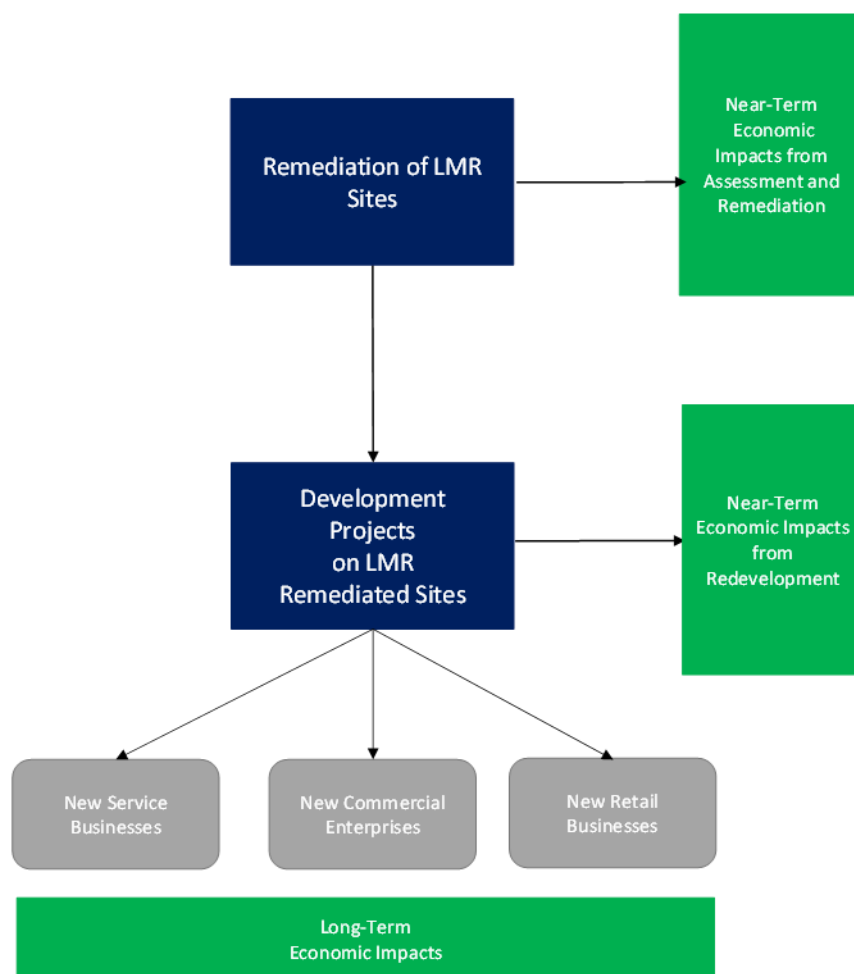 Remediation of LMR
Sites
Near-Term
Economic
Impacts from
Assessment and
Remediation
Development
Projects
on LMR
Remediated Sites
Near-Term
Economic Impacts
from
Redevelopment
New Service
Businesses
New Commercial
Enterprises
New Retail
Businesses
Long-Term
Economic Impacts